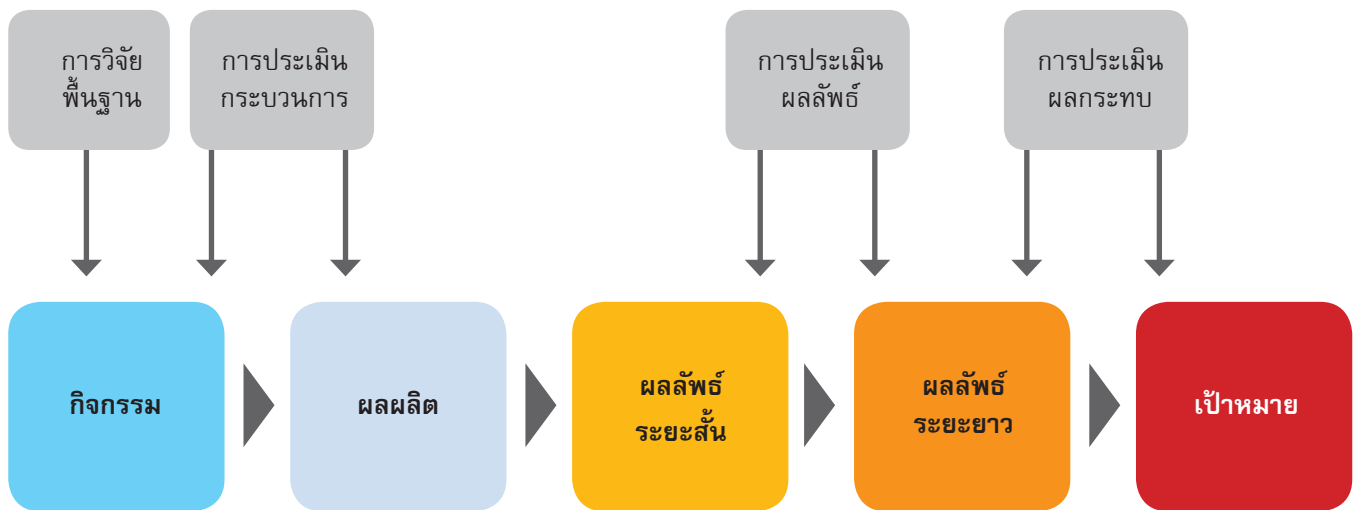 การวิจัย
พื้นฐาน
การประเมิน
กระบวนการ
การประเมิน
ผลลัพธ์
การประเมิน
ผลกระทบ
กิจกรรม
ผลผลิต
ผลลัพธ์
ระยะสั้น
ผลลัพธ์
ระยะยาว
เป้าหมาย